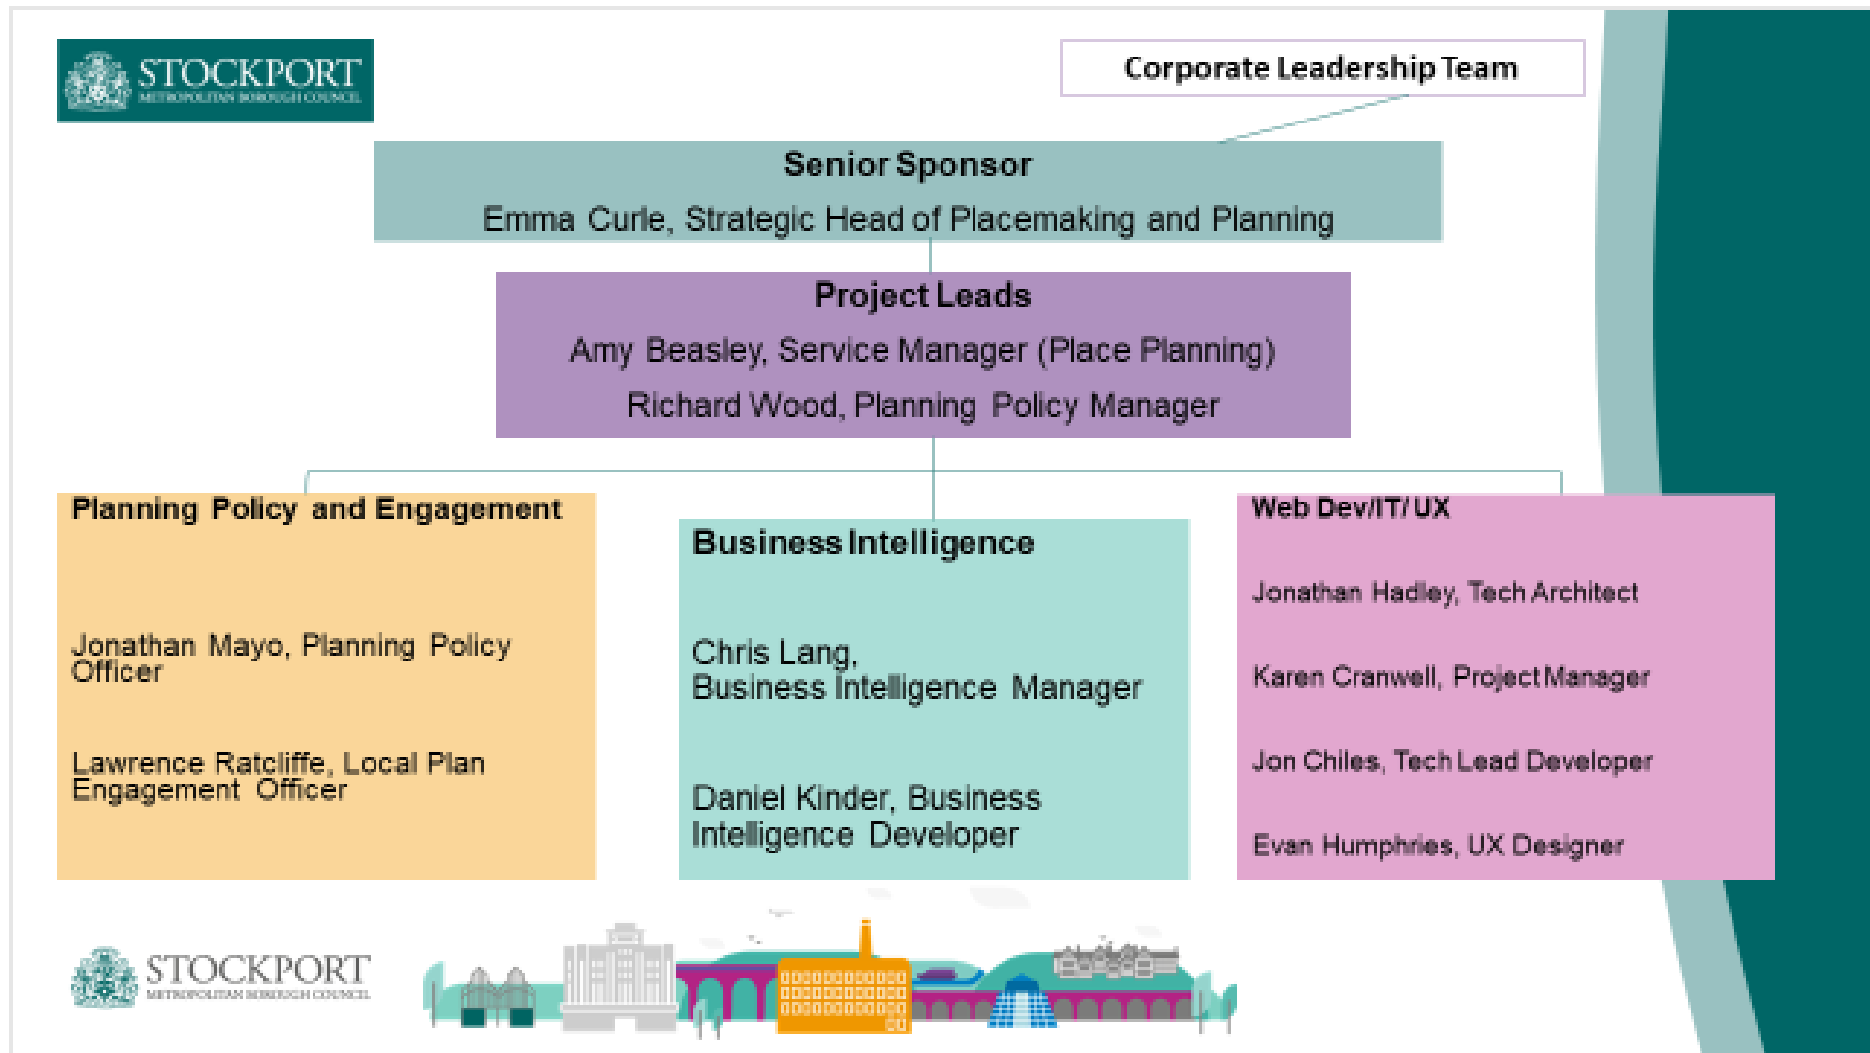 STOCKPORT
METROPOLITAN BOROUGH COUNCIL
Corporate Leadership Team
Senior Sponsor
Emma Curle, Strategic Head of Placemaking and Planning
Project Leads
Amy Beasley, Service Manager (Place Planning)
Richard Wood, Planning Policy Manager
Planning Policy and Engagement
Jonathan Mayo, Planning Policy
Officer
Lawrence Ratcliffe, Local Plan
Engagement Officer
Business Intelligence
Chris Lang,
Business Intelligence Manager
Daniel Kinder, Business
Intelligence Developer
Web Dev/IT/UX
Jonathan Hadley, Tech Architect
Karen Cranwell, Project Manager
Jon Chiles, Tech Lead Developer
Evan Humphries, UX Designer
STOCKPORT
METROPOLITAN BOROUGH COUNCIL